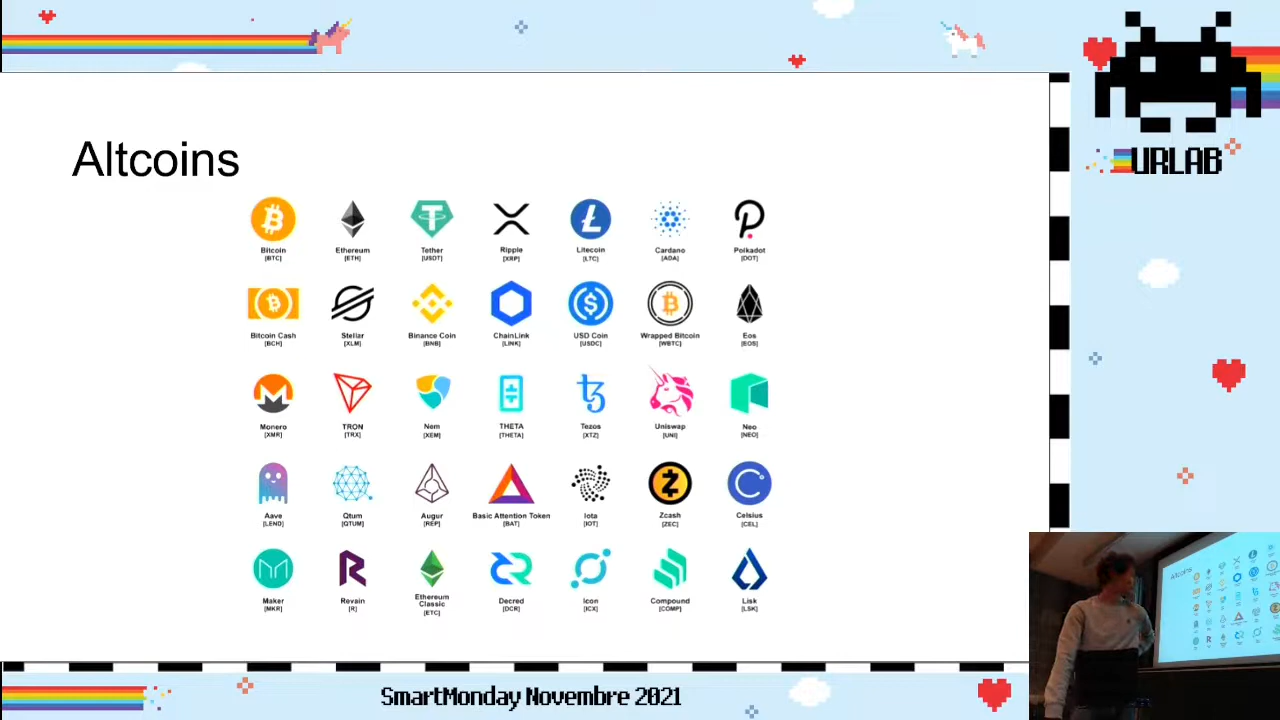 URLAB
Altcoins
Bitcoin Ethereum Tether Ripple Litecoin Cardano Polkadot
[BTC] [ETH] [USDT] [XRP] [LTC] [ADA] [DOT]
Bitcoin Cash Stellar Binance Coin ChainLink USD Coin Wrapped Bitcoin Eos
[BCH] [XLM] [BNB] [LINK] [USDC] [WBTC] [EOS]
Monero TRON Nem THETA Tezos Uniswap Neo
[XMR] [TRX] [XEM] [THETA] [XTZ] [UNI] [NEO]
Aave Qtum Augur Basic Attention Token Iota Zcash Celsius
[LEND] [QTUM] [REP] [BAT] [IOT] [ZEC] [CEL]
Maker Revain Ethereum Classic Decred Icon Compound Lisk
[MKR] [R] [ETC] [DCR] [ICX] [COMP] [LSK]
Altcoins
SmartMonday Novembre 2021